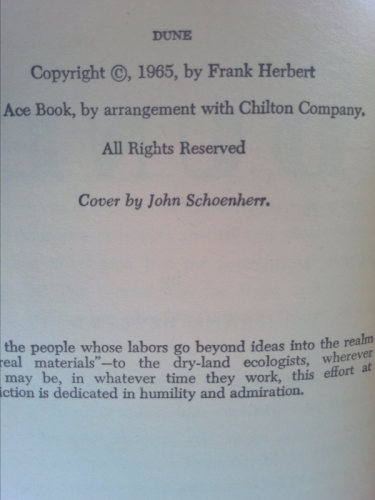 DUNE
Copyright ©, 1965, by Frank Herbert
Ace Book, by arrangement with Chilton Company.
All Rights Reserved
Cover by John Schoenherr.
the people whose labors go beyond ideas into the realm
real materials"—to the dry-land ecologists, wherever
may be, in whatever time they work, this effort at
iction is dedicated in humility and admiration.